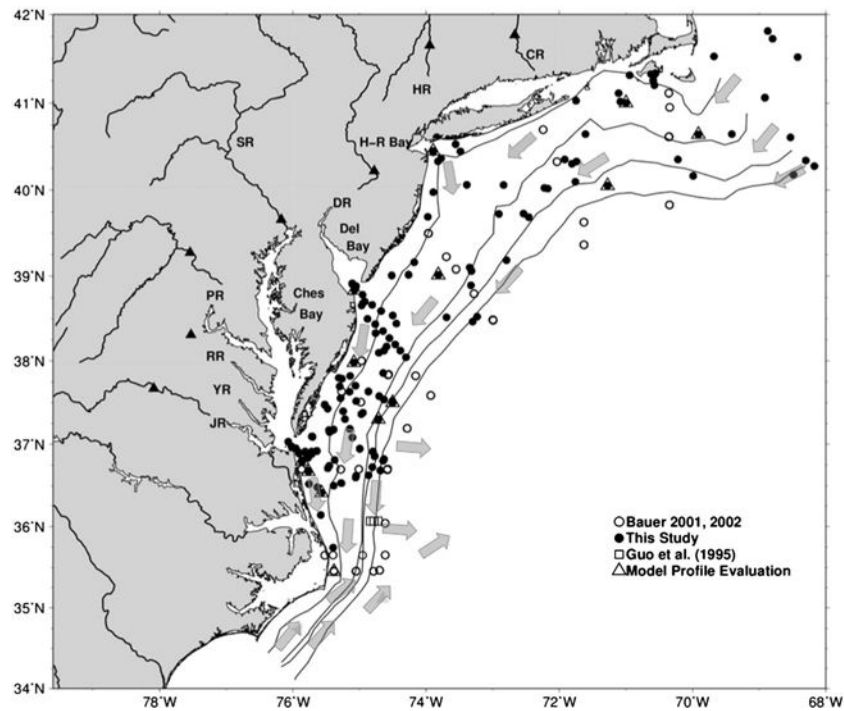 42°N
41°N
40°N
39°N
38°N
37°N
36°N
35°N
34°N
CR
HR
SR
H-R Bay
DR
Del
Bay
Ches
Bay
PR
RR
YR
JR
Bauer 2001, 2002
This Study
Guo et al. (1995)
Model Profile Evaluation
78°W
76°W
74°W
72°W
70°W
68°W